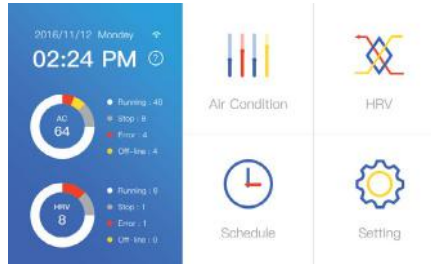 2016/11/12 Monday
02:24 PM ?
AC
64
Running : 40
Stop : 8
Error : 4
Off-line : 4
HRV
8
Running : 6
Stop : 1
Error : 1
Off-line : 0
Air Condition
HRV
Schedule
Setting